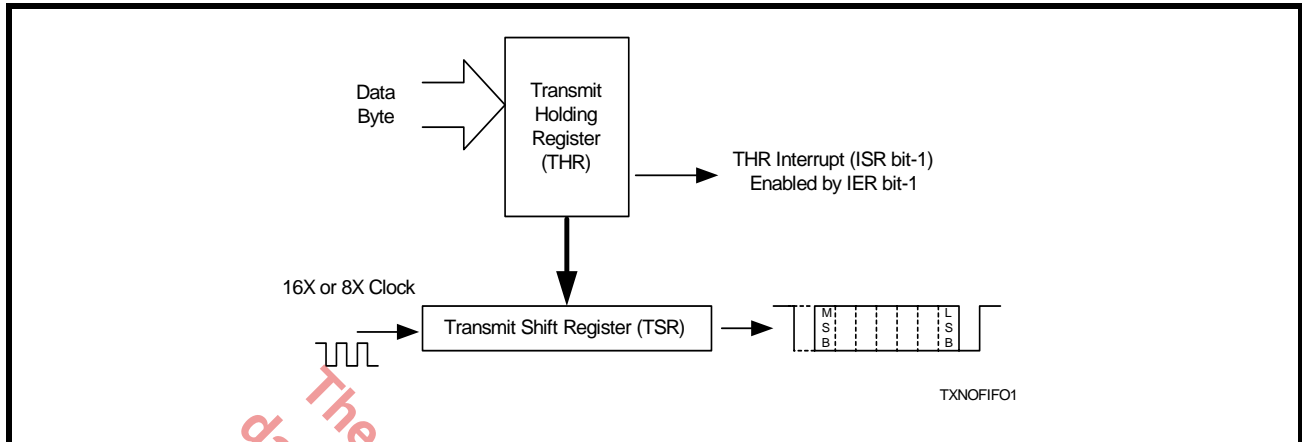 Data
Byte
Transmit
Holding
Register
(THR)
THR Interrupt (ISR bit-1)
Enabled by IER bit-1
16X or 8X Clock
Transmit Shift Register (TSR)
M
S
B
L
S
B
TXNOFIFO1
The